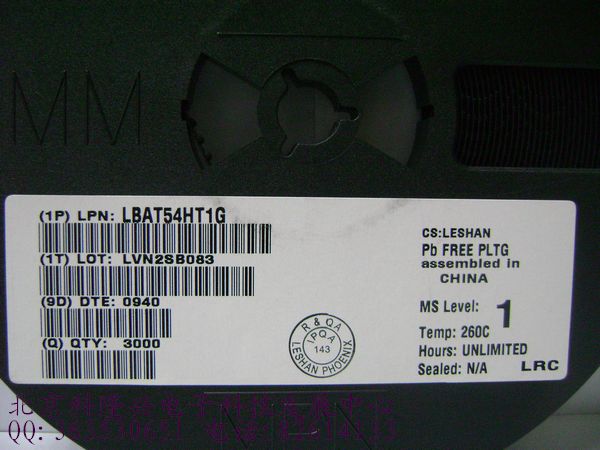 MM
(1P) LPN: LBAT54HT1G
(1T) LOT: LVN2SB083
(9D) DTE: 0940
(Q) QTY: 3000
R & QA
IPQA
143
LESHAN PHOENIX
CS:LESHAN
Pb FREE PLTG
assembled in
CHINA
MS Level: 1
Temp: 260C
Hours: UNLIMITED
Sealed: N/A
LRC
QQ: